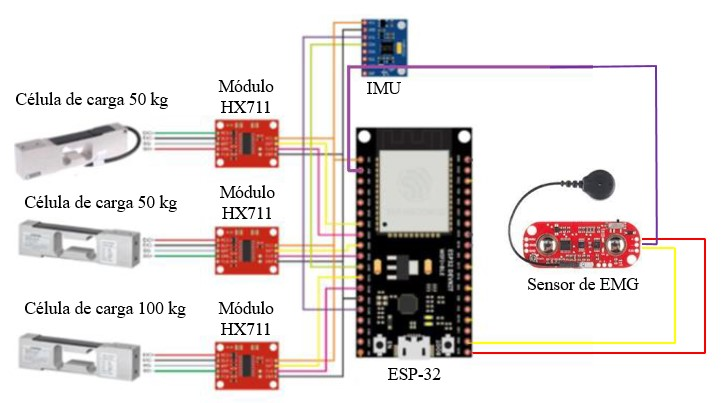 IMU
Módulo
HX711
Célula de carga 50 kg
Módulo
HX711
Célula de carga 50 kg
Sensor de EMG
Módulo
HX711
Célula de carga 100 kg
ESP-32